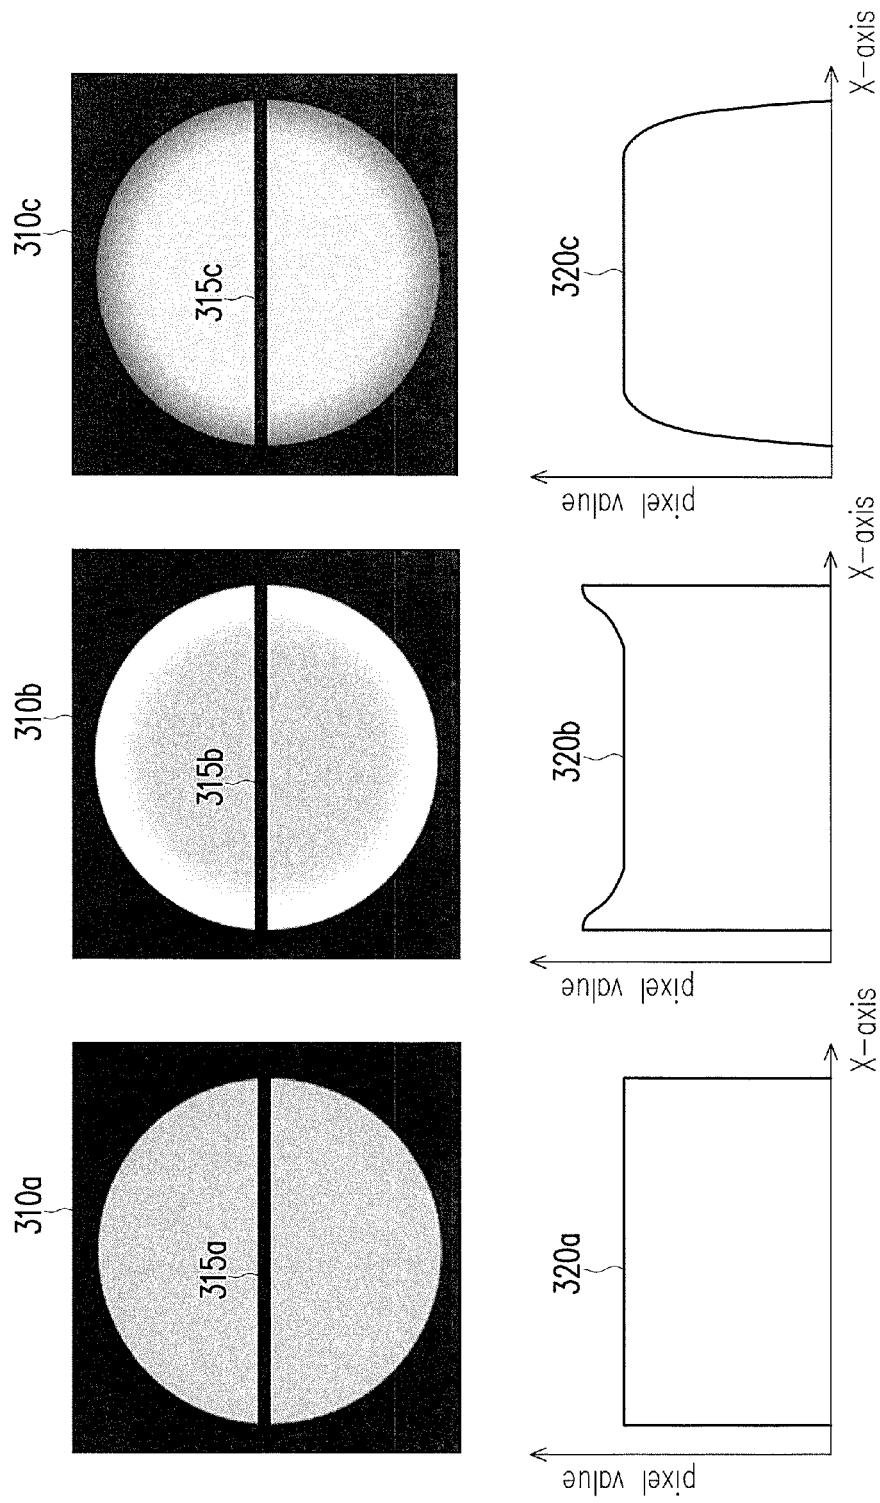 310a
310b
310c
315a
315b
315c
320a
320b
320c
pixel value
pixel value
pixel value
X-axis
X-axis
X-axis